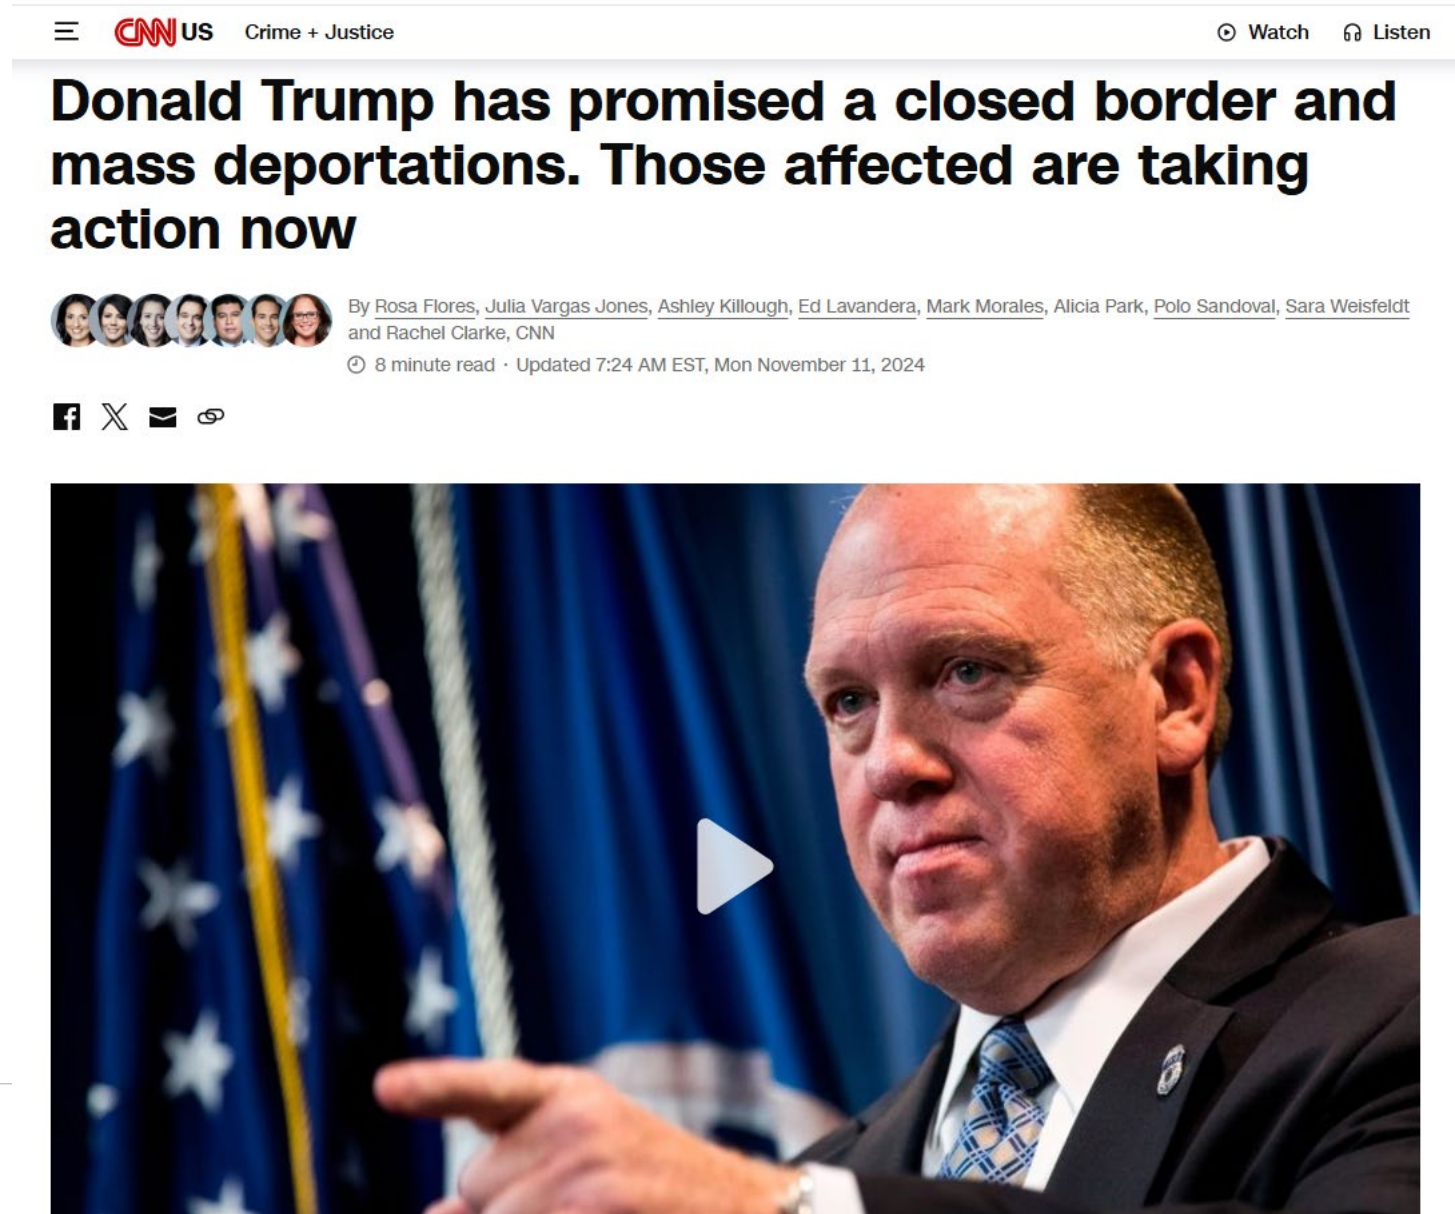 CNN US Crime + Justice Watch Listen
Donald Trump has promised a closed border and
mass deportations. Those affected are taking
action now
By Rosa Flores, Julia Vargas Jones, Ashley Killough, Ed Lavandera, Mark Morales, Alicia Park, Polo Sandoval, Sara Weisfeldt
and Rachel Clarke, CNN
8 minute read · Updated 7:24 AM EST, Mon November 11, 2024